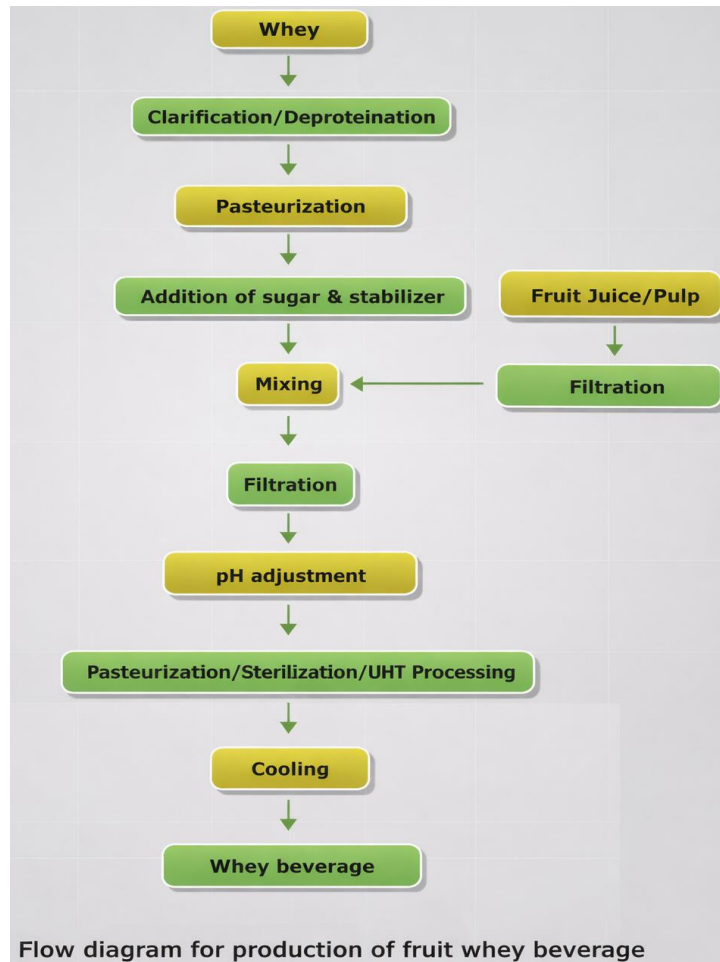 Whey
Clarification/Deproteination
Pasteurization
Addition of sugar & stabilizer
Fruit Juice/Pulp
Mixing
Filtration
Filtration
pH adjustment
Pasteurization/Sterilization/UHT Processing
Cooling
Whey beverage
Flow diagram for production of fruit whey beverage